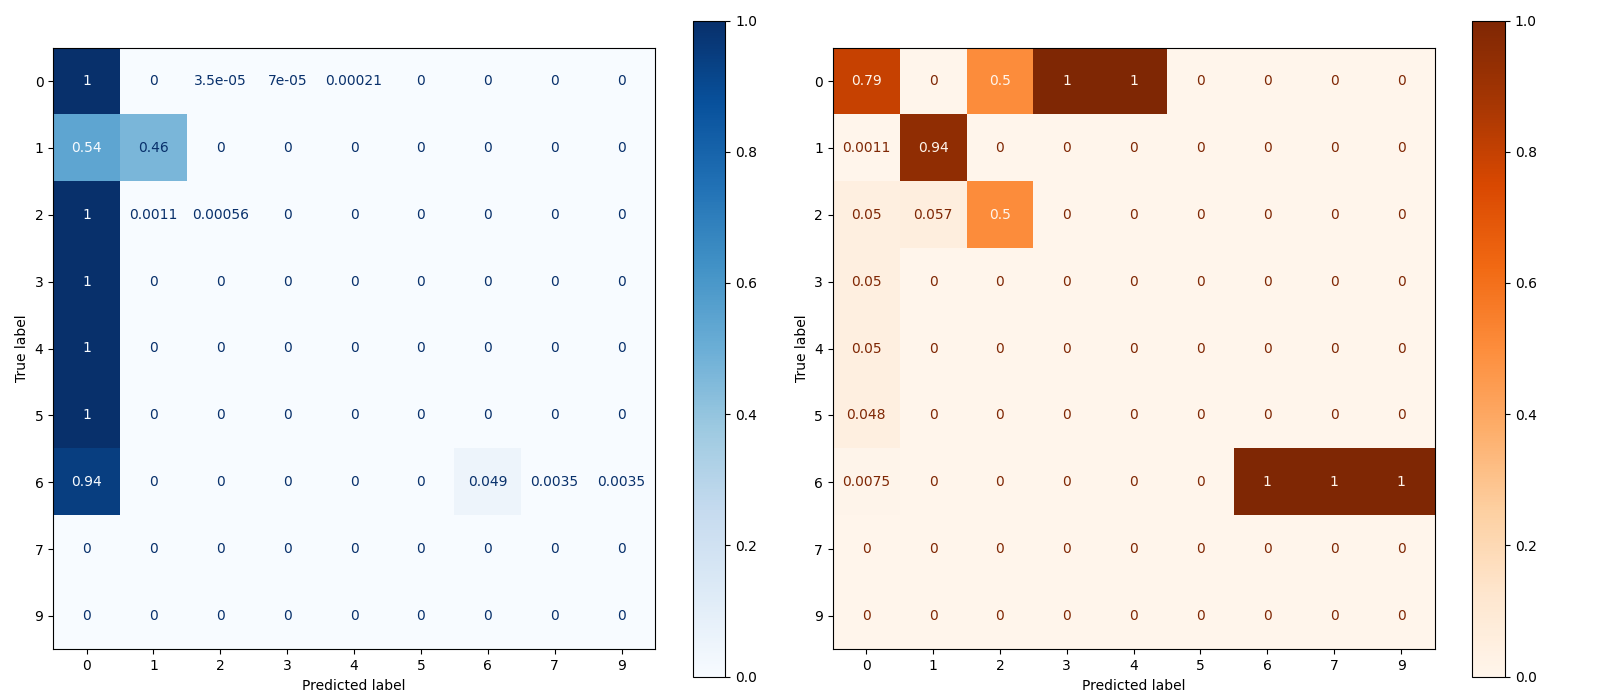 1 0 3.5e-05 7e-05 0.00021 0 0 0 0
0.54 0.46 0 0 0 0 0 0 0
1 0.0011 0.00056 0 0 0 0 0 0
1 0 0 0 0 0 0 0 0
1 0 0 0 0 0 0 0 0
1 0 0 0 0 0 0 0 0
0.94 0 0 0 0 0 0.049 0.0035 0.0035
0 0 0 0 0 0 0 0 0
0 0 0 0 0 0 0 0 0
0
1
2
3
4
5
6
7
9
True label
0 1 2 3 4 5 6 7 9
Predicted label
1.0
0.8
0.6
0.4
0.2
0.0
0.79 0 0.5 1 1 0 0 0 0
0.0011 0.94 0 0 0 0 0 0 0
0.05 0.057 0.5 0 0 0 0 0 0
0.05 0 0 0 0 0 0 0 0
0.05 0 0 0 0 0 0 0 0
0.048 0 0 0 0 0 0 0 0
0.0075 0 0 0 0 0 1 1 1
0 0 0 0 0 0 0 0 0
0 0 0 0 0 0 0 0 0
0
1
2
3
4
5
6
7
9
True label
0 1 2 3 4 5 6 7 9
Predicted label
1.0
0.8
0.6
0.4
0.2
0.0